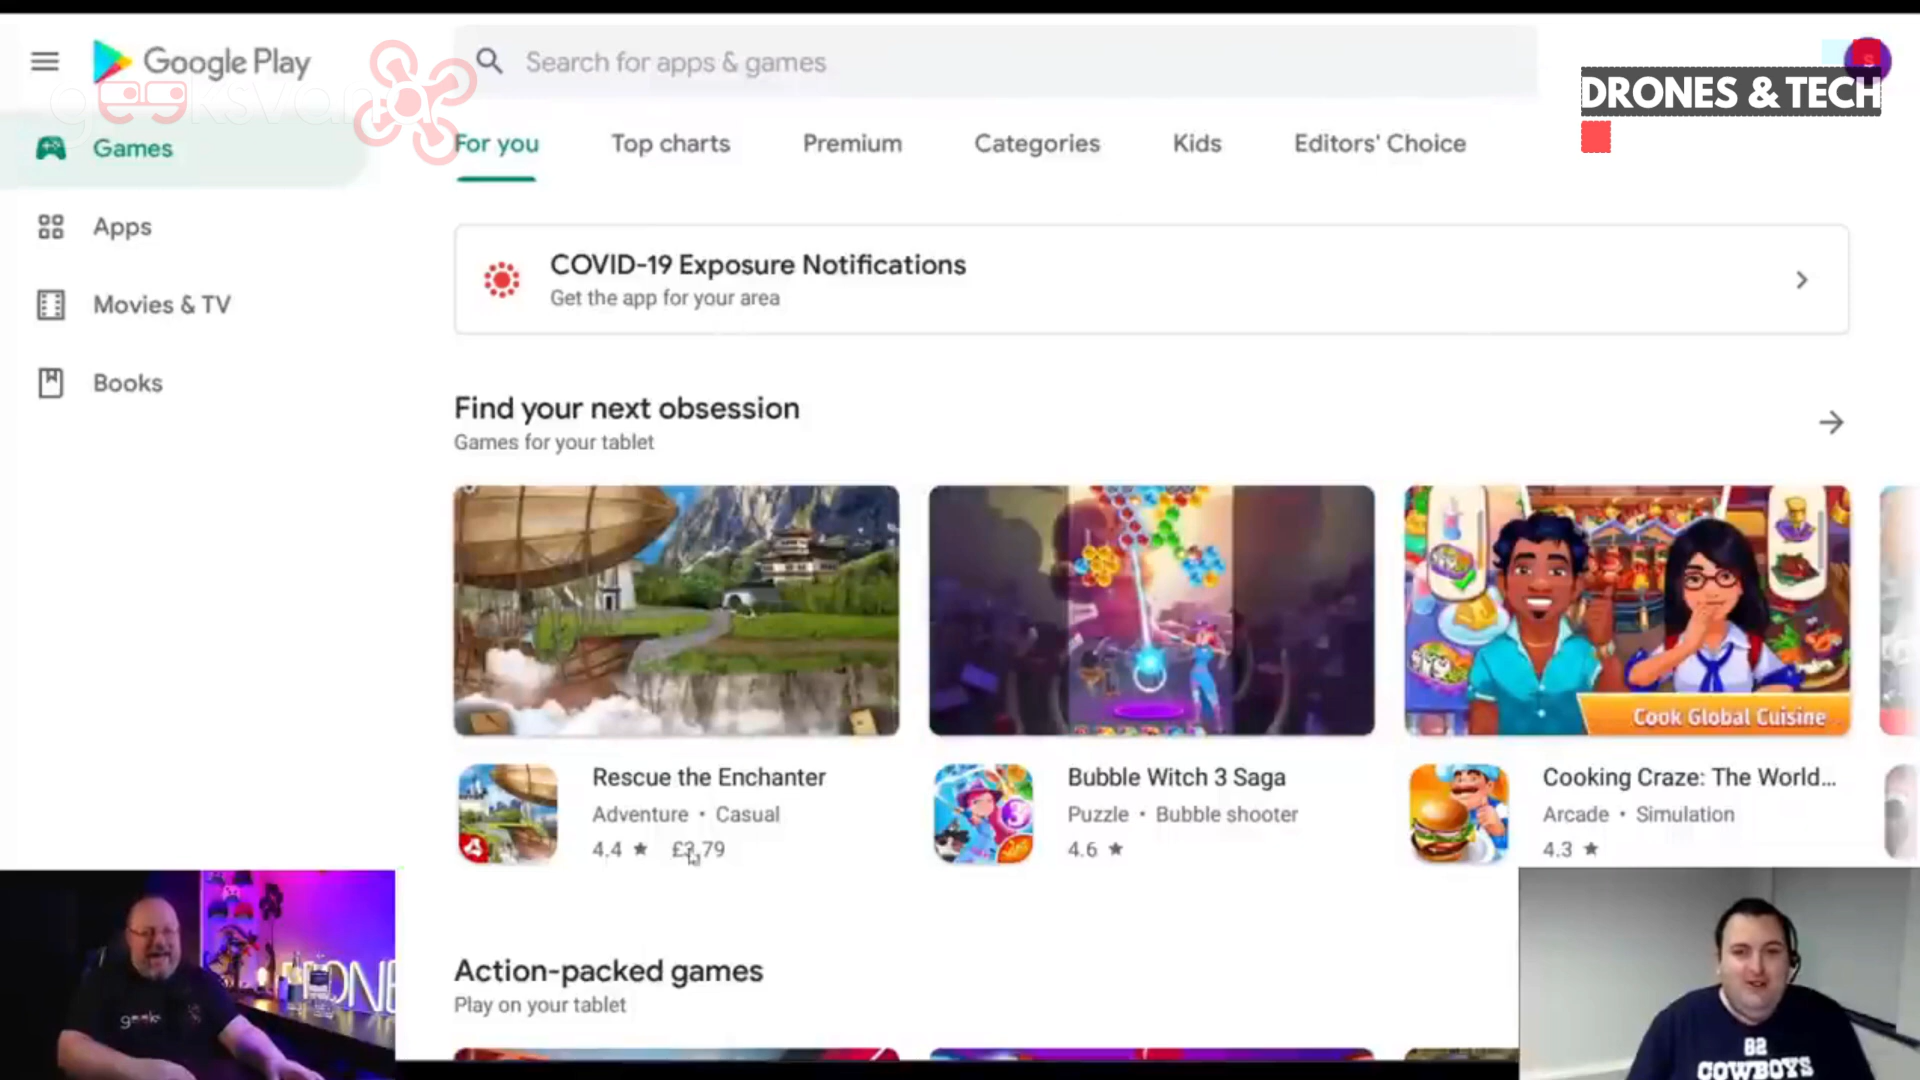 Google Play
Search for apps & games
S
DRONES & TECH
geeksvana
Games
For you
Top charts
Premium
Categories
Kids
Editors' Choice
Apps
Movies & TV
Books
COVID-19 Exposure Notifications
Get the app for your area
Find your next obsession
Games for your tablet
Cook Global Cuisine
Rescue the Enchanter
Adventure • Casual
4.4 ★
Bubble Witch 3 Saga
Puzzle • Bubble shooter
4.6 ★
Cooking Craze: The World...
Arcade • Simulation
4.3 ★
Action-packed games
Play on your tablet
82
COWBOYS